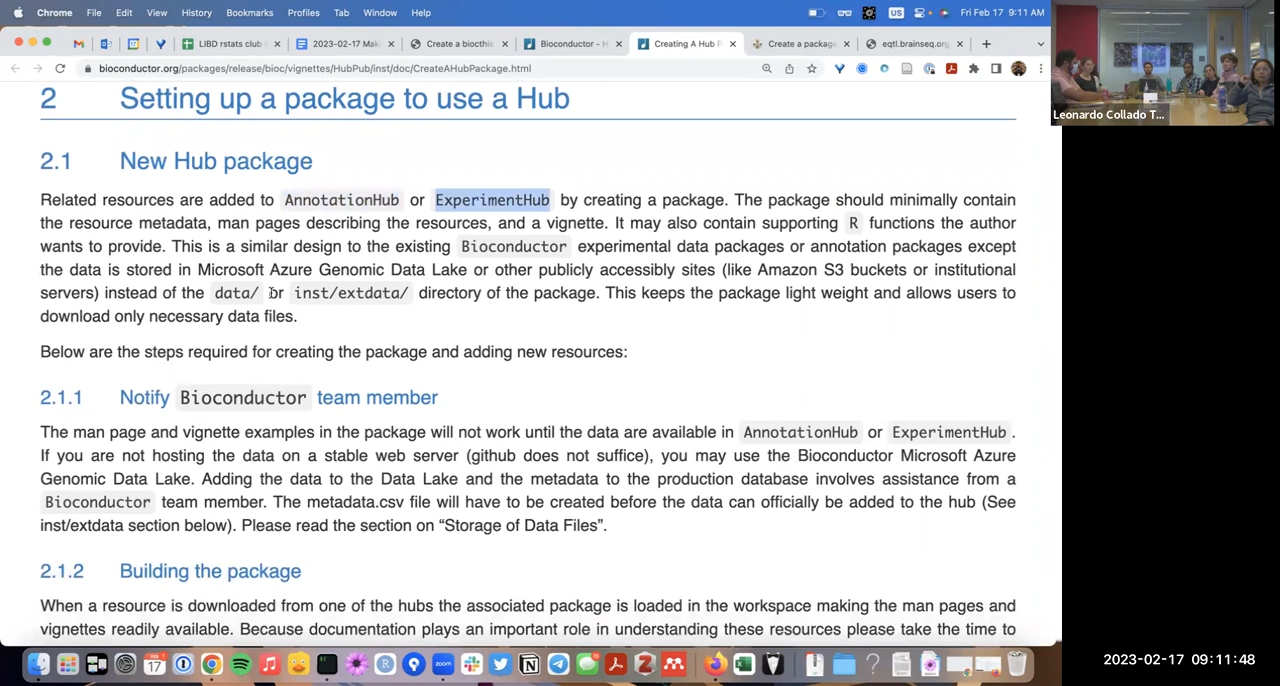 Chrome File Edit View History Bookmarks Profiles Tab Window Help US Fri Feb 17 9:11 AM
LIBD rstats club 2023-02-17 Mak Create a biocthis Bioconductor - H Creating A Hub P Create a package eqtl.brainseq.org
bioconductor.org/packages/release/bioc/vignettes/HubPub/inst/doc/CreateAHubPackage.html
Leonardo Collado T...
2 Setting up a package to use a Hub
2.1 New Hub package
Related resources are added to AnnotationHub or ExperimentHub by creating a package. The package should minimally contain
the resource metadata, man pages describing the resources, and a vignette. It may also contain supporting R functions the author
wants to provide. This is a similar design to the existing Bioconductor experimental data packages or annotation packages except
the data is stored in Microsoft Azure Genomic Data Lake or other publicly accessibly sites (like Amazon S3 buckets or institutional
servers) instead of the data/ or inst/extdata/ directory of the package. This keeps the package light weight and allows users to
download only necessary data files.
Below are the steps required for creating the package and adding new resources:
2.1.1 Notify Bioconductor team member
The man page and vignette examples in the package will not work until the data are available in AnnotationHub or ExperimentHub.
If you are not hosting the data on a stable web server (github does not suffice), you may use the Bioconductor Microsoft Azure
Genomic Data Lake. Adding the data to the Data Lake and the metadata to the production database involves assistance from a
Bioconductor team member. The metadata.csv file will have to be created before the data can officially be added to the hub (See
inst/extdata section below). Please read the section on “Storage of Data Files”.
2.1.2 Building the package
When a resource is downloaded from one of the hubs the associated package is loaded in the workspace making the man pages and
vignettes readily available. Because documentation plays an important role in understanding these resources please take the time to
17 zoom
2023-02-17 09:11:48